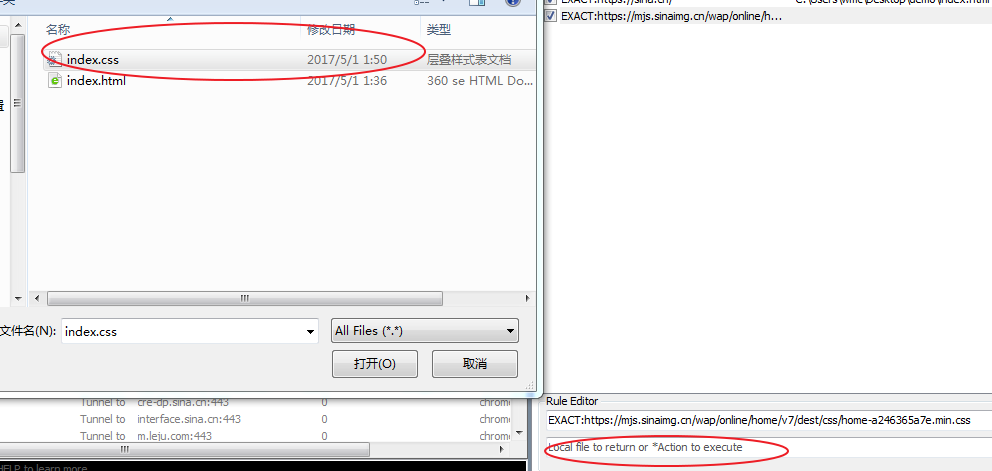 名称 修改日期 类型
index.css 2017/5/1 1:50 层叠样式表文档
index.html 2017/5/1 1:36 360 se HTML Do...
文件名(N): index.css All Files (*.*)
打开(O) 取消
Tunnel to cre-dp.sina.cn:443 0 chrome
Tunnel to interface.sina.cn:443 0 chrome
Tunnel to m.leju.com:443 0 chrome
HELP to learn more
EXACT:https://sina.cn/ C:\Users\wmie\Desktop\demo\index.html
EXACT:https://mjs.sinaimg.cn/wap/online/h...
Rule Editor
EXACT:https://mjs.sinaimg.cn/wap/online/home/v7/dest/css/home-a246365a7e.min.css
Local file to return or *Action to execute